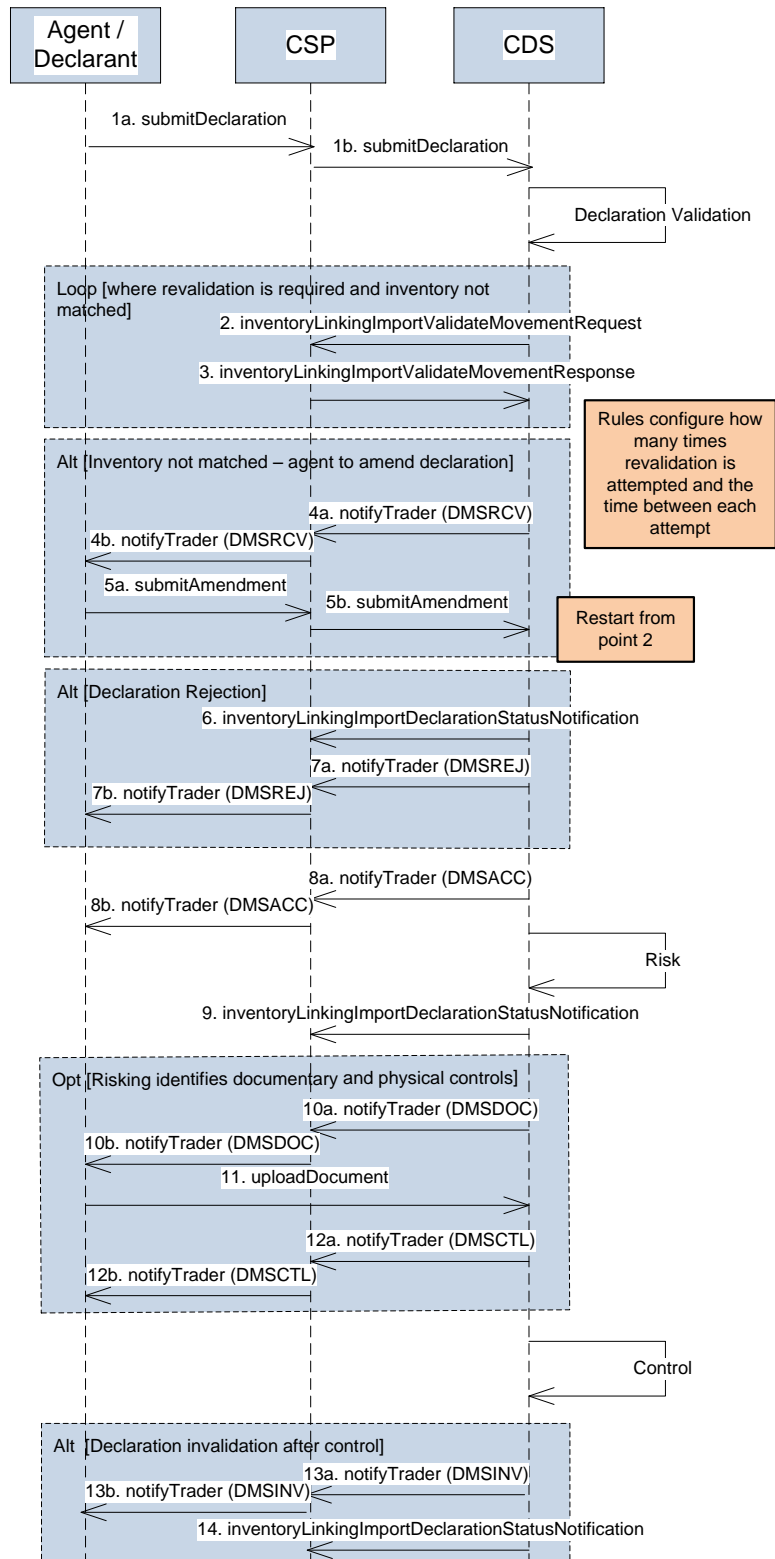 Agent /
Declarant
CSP
CDS
1a. submitDeclaration
1b. submitDeclaration
Declaration Validation
Loop [where revalidation is required and inventory not
matched]
2. inventoryLinkingImportValidateMovementRequest
3. inventoryLinkingImportValidateMovementResponse
Rules configure how
many times
revalidation is
attempted and the
time between each
attempt
Alt [Inventory not matched – agent to amend declaration]
4a. notifyTrader (DMSRCV)
4b. notifyTrader (DMSRCV)
5a. submitAmendment
5b. submitAmendment
Restart from
point 2
Alt [Declaration Rejection]
6. inventoryLinkingImportDeclarationStatusNotification
7a. notifyTrader (DMSREJ)
7b. notifyTrader (DMSREJ)
8a. notifyTrader (DMSACC)
8b. notifyTrader (DMSACC)
Risk
9. inventoryLinkingImportDeclarationStatusNotification
Opt [Risking identifies documentary and physical controls]
10a. notifyTrader (DMSDOC)
10b. notifyTrader (DMSDOC)
11. uploadDocument
12a. notifyTrader (DMSCTL)
12b. notifyTrader (DMSCTL)
Control
Alt [Declaration invalidation after control]
13a. notifyTrader (DMSINV)
13b. notifyTrader (DMSINV)
14. inventoryLinkingImportDeclarationStatusNotification